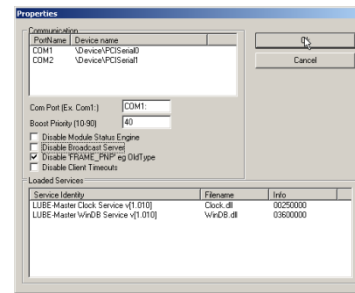 Properties
Communication
PortName Device name
COM1 \Device\PCISerial0
COM2 \Device\PCISerial1
Cancel
Com Port (Ex. Com1:) COM1:
Boost Priority (10-90) 40
Disable Module Status Engine
Disable Broadcast Server
Disable 'FRAME_PNP' eg OldType
Disable Client Timeouts
Loaded Services
Service Identity Filename Info
LUBE-Master Clock Service v[1.010] Clock.dll 00250000
LUBE-Master WinDB Service v[1.010] WinDB.dll 03600000